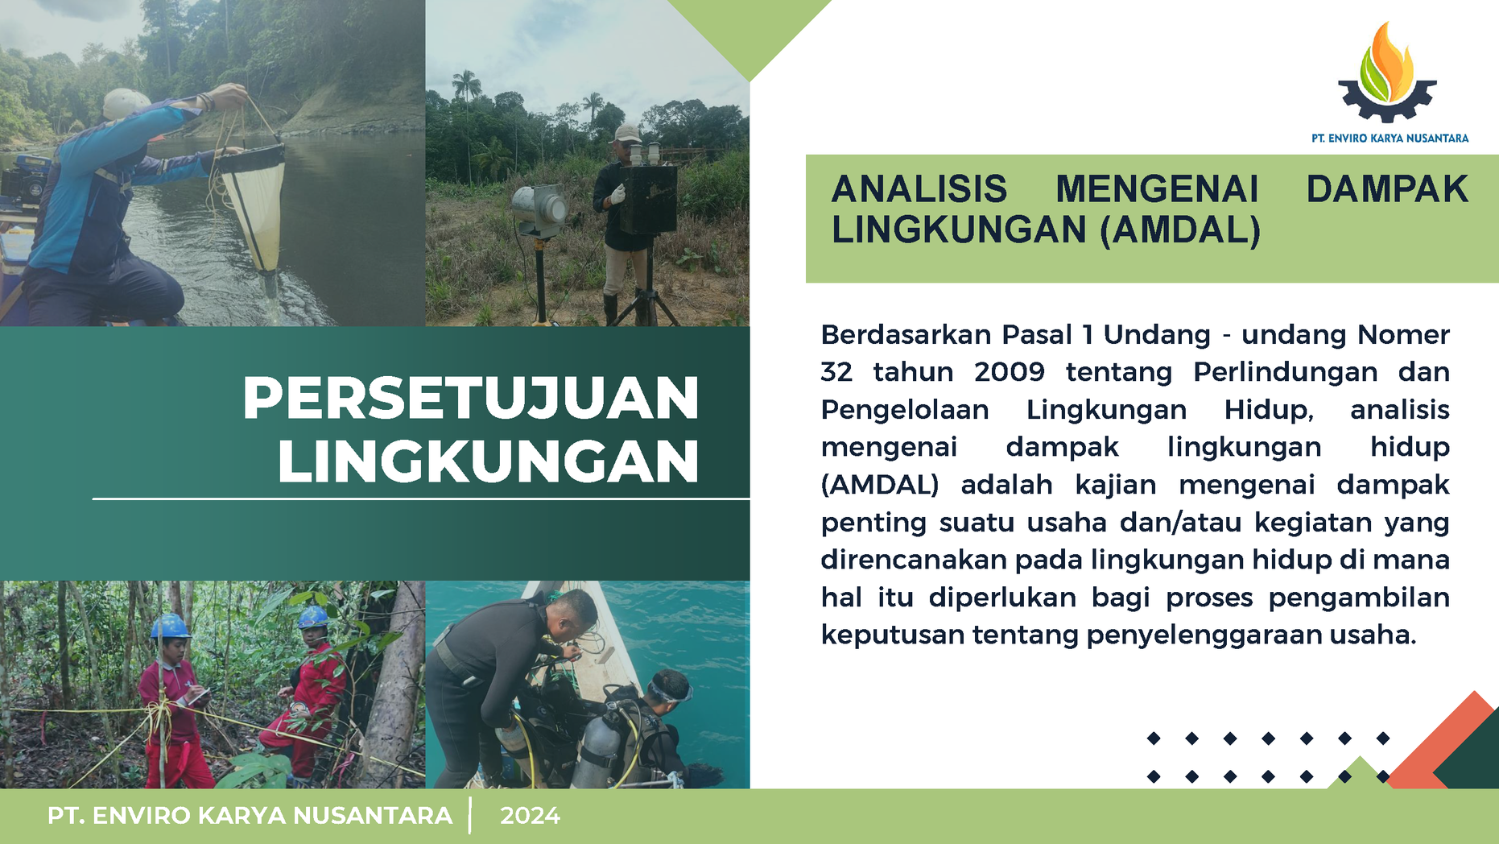 PT. ENVIRO KARYA NUSANTARA
ANALISIS MENGENAI DAMPAK
LINGKUNGAN (AMDAL)
PERSETUJUAN
LINGKUNGAN
Berdasarkan Pasal 1 Undang - undang Nomer
32 tahun 2009 tentang Perlindungan dan
Pengelolaan Lingkungan Hidup, analisis
mengenai dampak lingkungan hidup
(AMDAL) adalah kajian mengenai dampak
penting suatu usaha dan/atau kegiatan yang
direncanakan pada lingkungan hidup di mana
hal itu diperlukan bagi proses pengambilan
keputusan tentang penyelenggaraan usaha.
PT. ENVIRO KARYA NUSANTARA | 2024